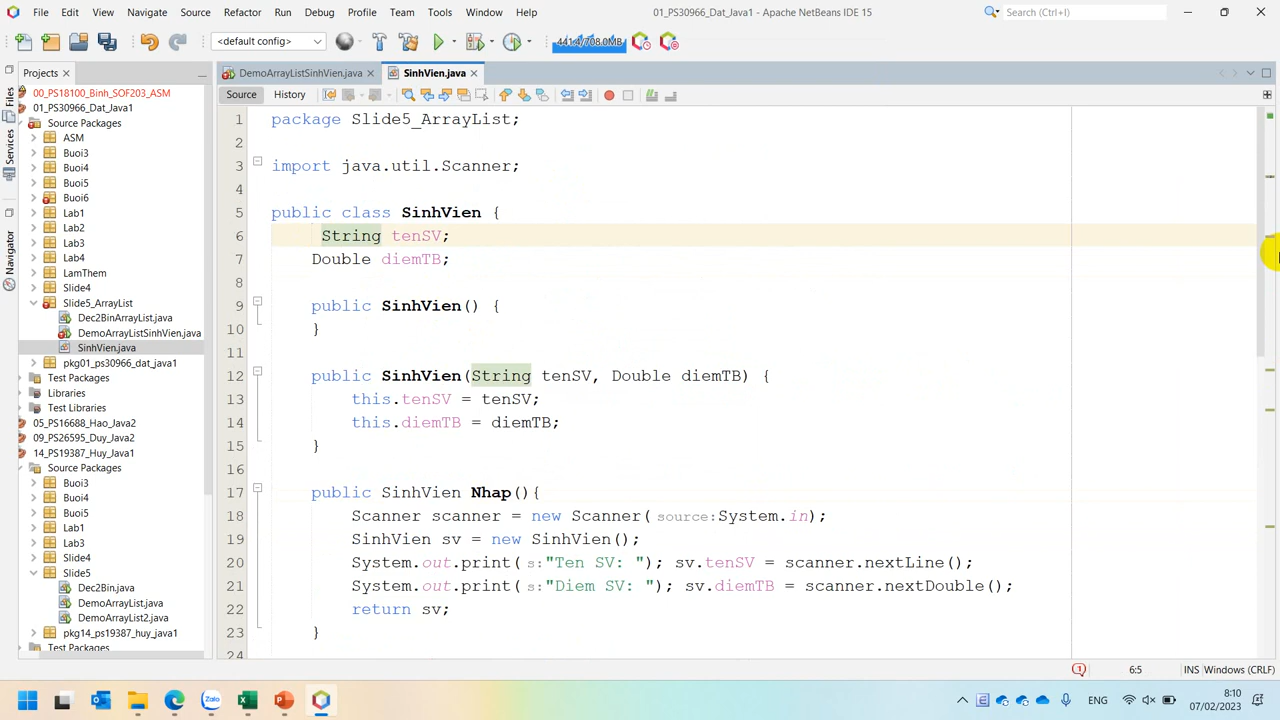 File Edit View Navigate Source Refactor Run Debug Profile Team Tools Window Help 01_PS30966_Dat_Java1 - Apache NetBeans IDE 15 Search (Ctrl+I)
<default config> 441.4/708.0MB
Projects DemoArrayListSinhVien.java SinhVien.java
Files
Services
Navigator
00_PS18100_Binh_SOF203_ASM
01_PS30966_Dat_Java1
Source Packages
ASM
Buoi3
Buoi4
Buoi5
Buoi6
Lab1
Lab2
Lab3
Lab4
LamThem
Slide4
Slide5_ArrayList
Dec2BinArrayList.java
DemoArrayListSinhVien.java
SinhVien.java
pkg01_ps30966_dat_java1
Test Packages
Libraries
Test Libraries
05_PS16688_Hao_Java2
09_PS26595_Duy_Java2
14_PS19387_Huy_Java1
Source Packages
Buoi3
Buoi4
Buoi5
Lab1
Lab3
Slide4
Slide5
Dec2Bin.java
DemoArrayList.java
DemoArrayList2.java
pkg14_ps19387_huy_java1
Test Packages
Source History
1 package Slide5_ArrayList;
2
3 import java.util.Scanner;
4
5 public class SinhVien {
6 String tenSV;
7 Double diemTB;
8
9 public SinhVien() {
10 }
11
12 public SinhVien(String tenSV, Double diemTB) {
13 this.tenSV = tenSV;
14 this.diemTB = diemTB;
15 }
16
17 public SinhVien Nhap(){
18 Scanner scanner = new Scanner(source:System.in);
19 SinhVien sv = new SinhVien();
20 System.out.print(s:"Ten SV: "); sv.tenSV = scanner.nextLine();
21 System.out.print(s:"Diem SV: "); sv.diemTB = scanner.nextDouble();
22 return sv;
23 }
24
1 6:5 INS Windows (CRLF)
Zalo ENG 8:10
07/02/2023